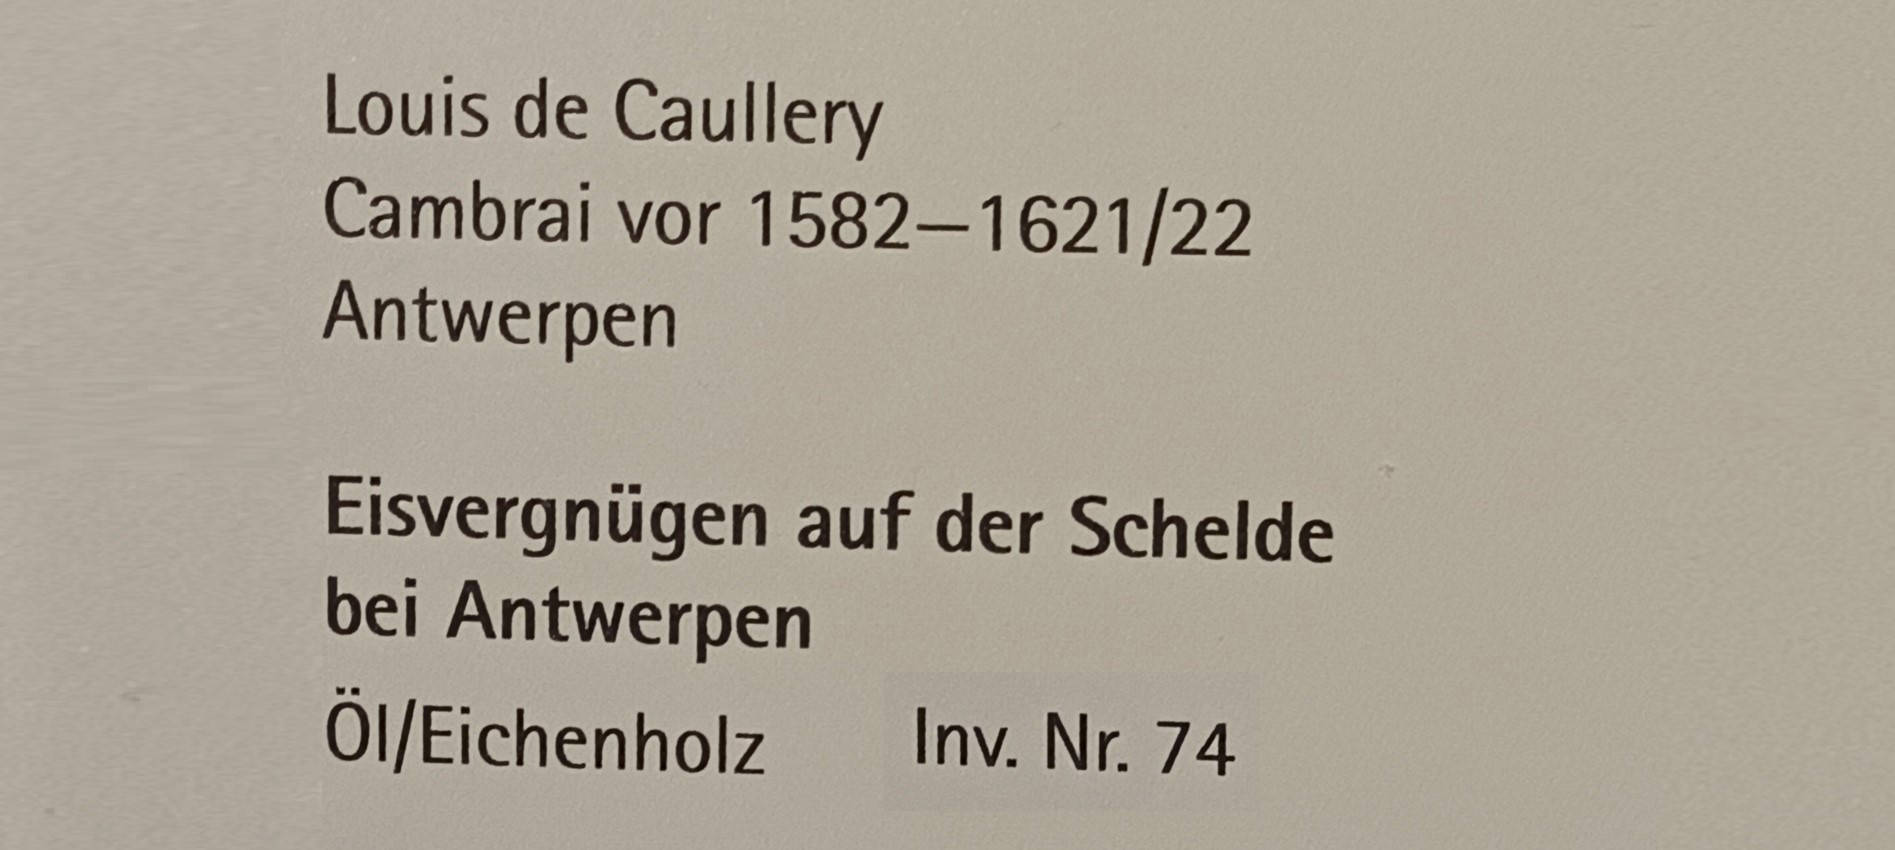 Louis de Caullery
Cambrai vor 1582–1621/22
Antwerpen
Eisvergnügen auf der Schelde
bei Antwerpen
Öl/Eichenholz Inv. Nr. 74